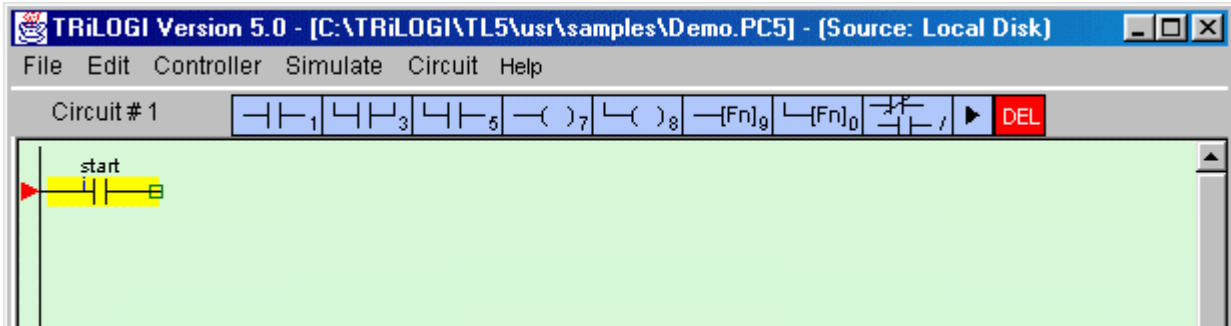 TRiLOGI Version 5.0 - [C:\TRiLOGI\TL5\usr\samples\Demo.PC5] - (Source: Local Disk)
File Edit Controller Simulate Circuit Help
Circuit # 1 1 3 5 ( )7 ( )8 [Fn]9 [Fn]0 / DEL
start
i